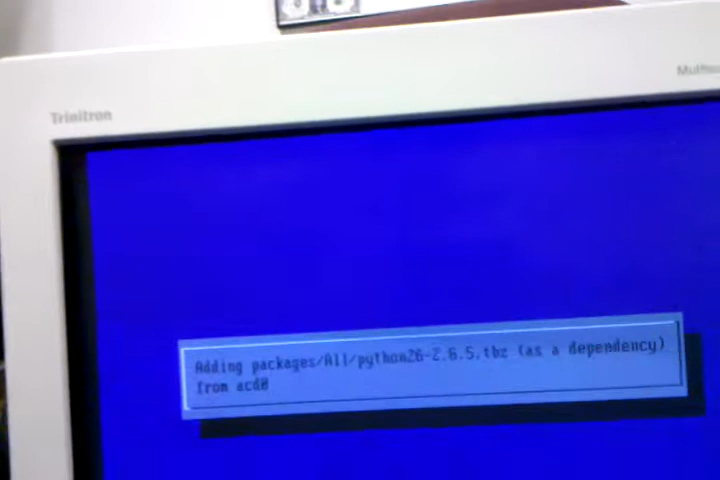 Trinitron
Adding packages/All/python26-2.6.5.tbz (as a dependency)
from acd0